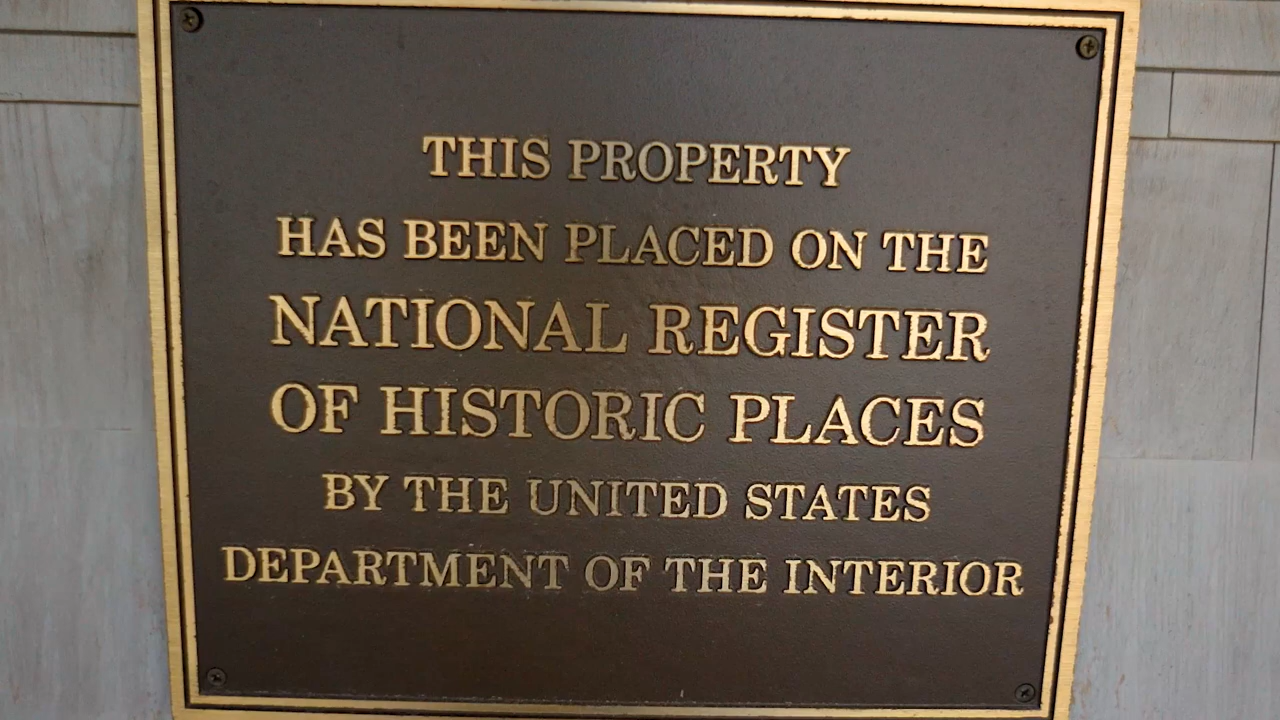 THIS PROPERTY
HAS BEEN PLACED ON THE
NATIONAL REGISTER
OF HISTORIC PLACES
BY THE UNITED STATES
DEPARTMENT OF THE INTERIOR